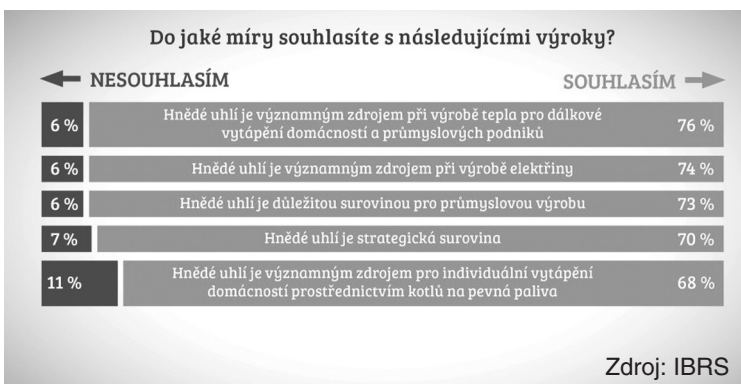 Do jaké míry souhlasíte s následujícími výroky?
NESOUHLASÍM
SOUHLASÍM
6 %
Hnědé uhlí je významným zdrojem při výrobě tepla pro dálkové
vytápění domácností a průmyslových podniků
76 %
6 %
Hnědé uhlí je významným zdrojem při výrobě elektřiny
74 %
6 %
Hnědé uhlí je důležitou surovinou pro průmyslovou výrobu
73 %
7 %
Hnědé uhlí je strategická surovina
70 %
11 %
Hnědé uhlí je významným zdrojem pro individuální vytápění
domácností prostřednictvím kotlů na pevná paliva
68 %
Zdroj: IBRS